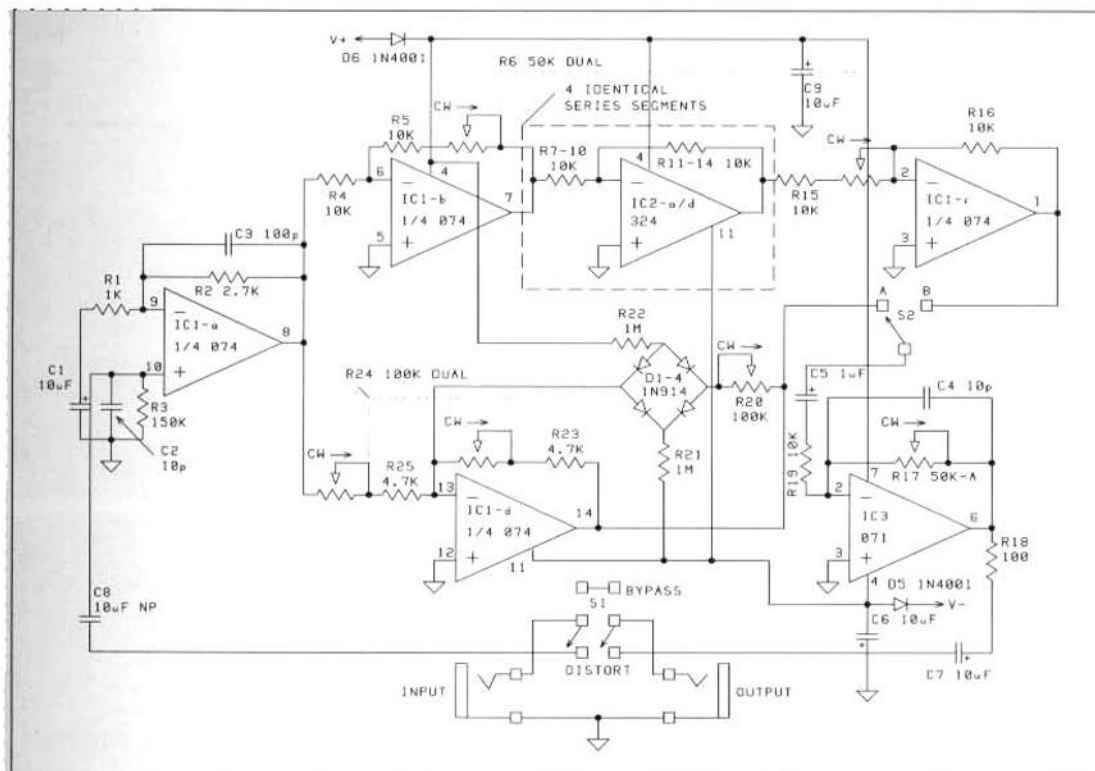 V+
D6 1N4001
R6 50K DUAL
4 IDENTICAL
SERIES SEGMENTS
+
C9
10uF
CW →
R5
10K
4
R7-10
10K
4
R11-14 10K
CW →
R16
10K
R4
10K
6
−
IC1-b
1/4 074
7
5
+
−
IC2-a/d
324
+
11
R15
10K
2
−
IC1-c
1/4 074
1
3
+
C3 100p
R2 2.7K
R1
1K
9
−
IC1-a
1/4 074
8
10
+
A
B
S2
R22
1M
D1-4
1N914
CW →
R20
100K
C5 1uF
+
C4 10p
C1
10uF
+
R3
150K
C2
10p
R24 100K DUAL
CW →
R25
4.7K
CW →
R23
4.7K
R21
1M
R19 10K
CW →
R17 50K-A
13
−
IC1-d
1/4 074
14
12
+
11
2
−
7
IC3
071
6
3
+
4
R18
100
D5 1N4001
V-
C6 10uF
+
C8
10uF NP
BYPASS
S1
DISTORT
+
C7 10uF
INPUT
OUTPUT